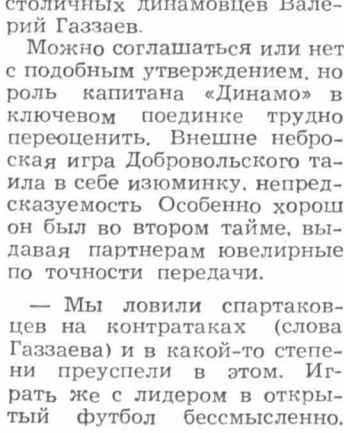 столичных динамовцев Вале-
рий Газзаев.
Можно соглашаться или нет
с подобным утверждением, но
роль капитана «Динамо» в
ключевом поединке трудно
переоценить. Внешне небро-
ская игра Добровольского та-
ила в себе изюминку, непред-
сказуемость Особенно хорош
он был во втором тайме, вы-
давая партнерам ювелирные
по точности передачи.
— Мы ловили спартаков-
цев на контратаках (слова
Газзаева) и в какой-то степе-
ни преуспели в этом. Иг-
рать же с лидером в откры-
тый футбол бессмысленно.